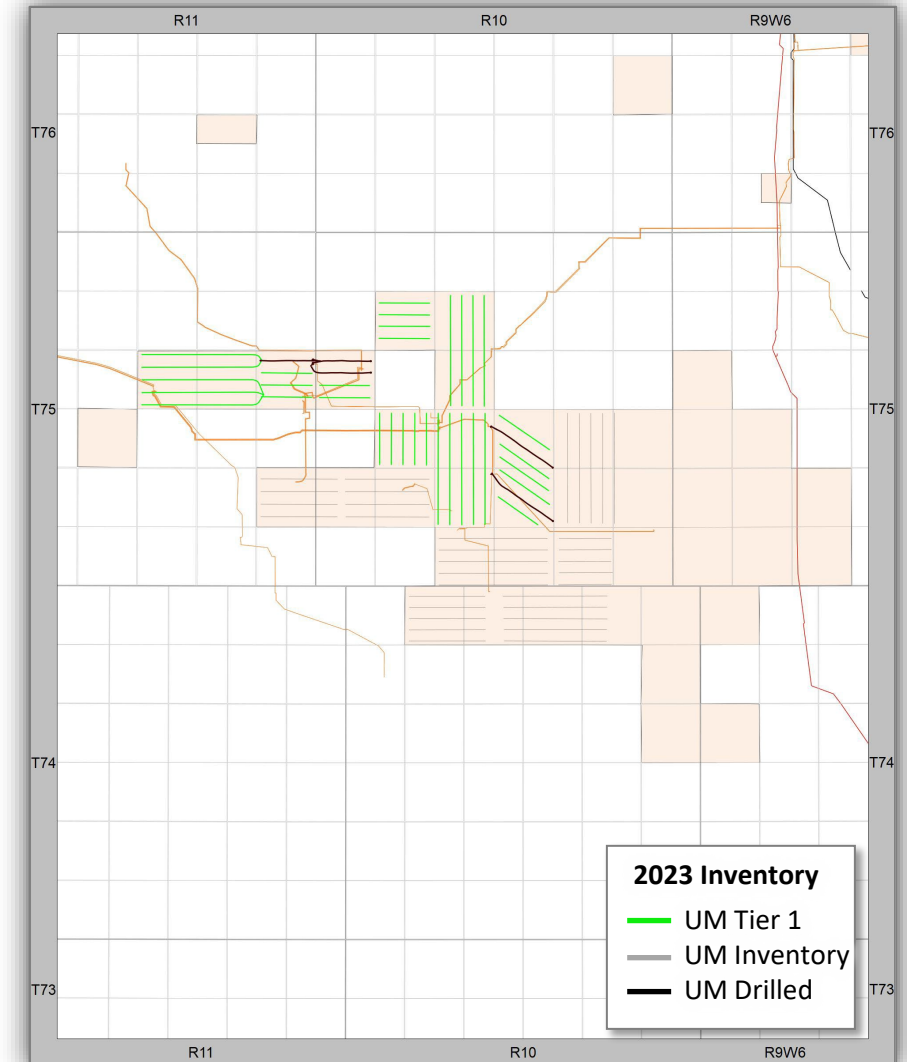 R11 R10 R9W6
T76 T76
T75 T75
T74 T74
2023 Inventory
UM Tier 1
UM Inventory
UM Drilled
T73 T73
R11 R10 R9W6